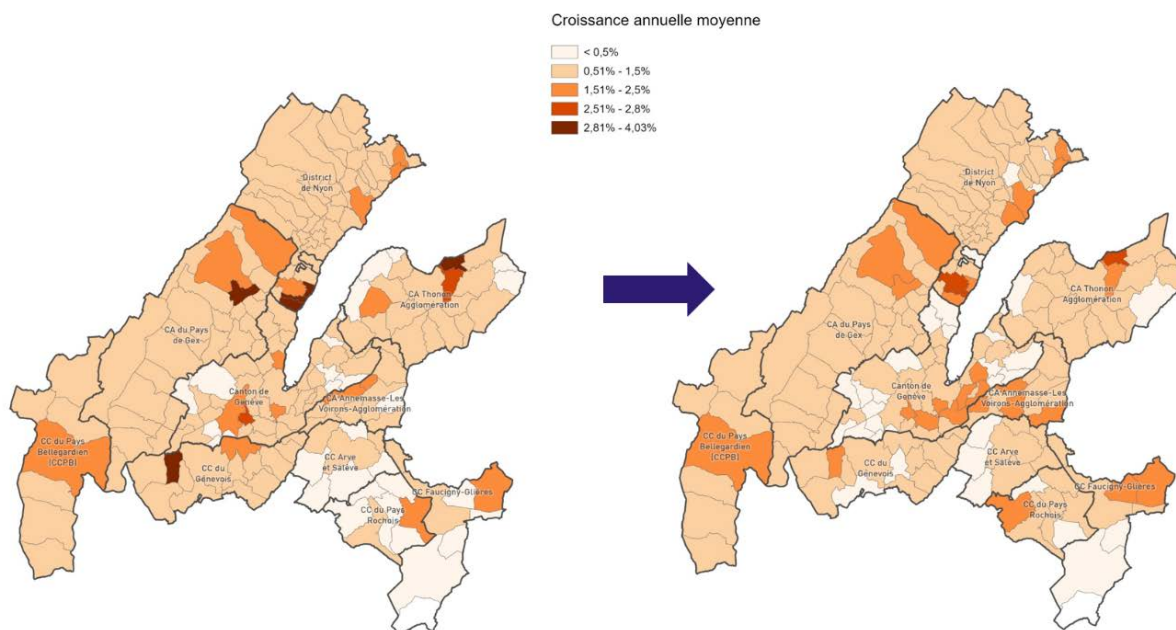 Croissance annuelle moyenne
< 0,5%
0,51% - 1,5%
1,51% - 2,5%
2,51% - 2,8%
2,81% - 4,03%
District
de Nyon
CA Thonon
Agglomération
CA du Pays
de Gex
Canton de
Genève
CA Annemasse-Les
Voirons-Agglomération
CC du Pays
Bellegardien
(CCPB)
CC du
Génevois
CC Arve
et Salève
CC Faucigny-Glières
CC du Pays
Rochois
District
de Nyon
CA Thonon
Agglomération
CA du Pays
de Gex
Canton de
Genève
CA Annemasse-Les
Voirons-Agglomération
CC du Pays
Bellegardien
(CCPB)
CC du
Génevois
CC Arve
et Salève
CC Faucigny-Glières
CC du Pays
Rochois